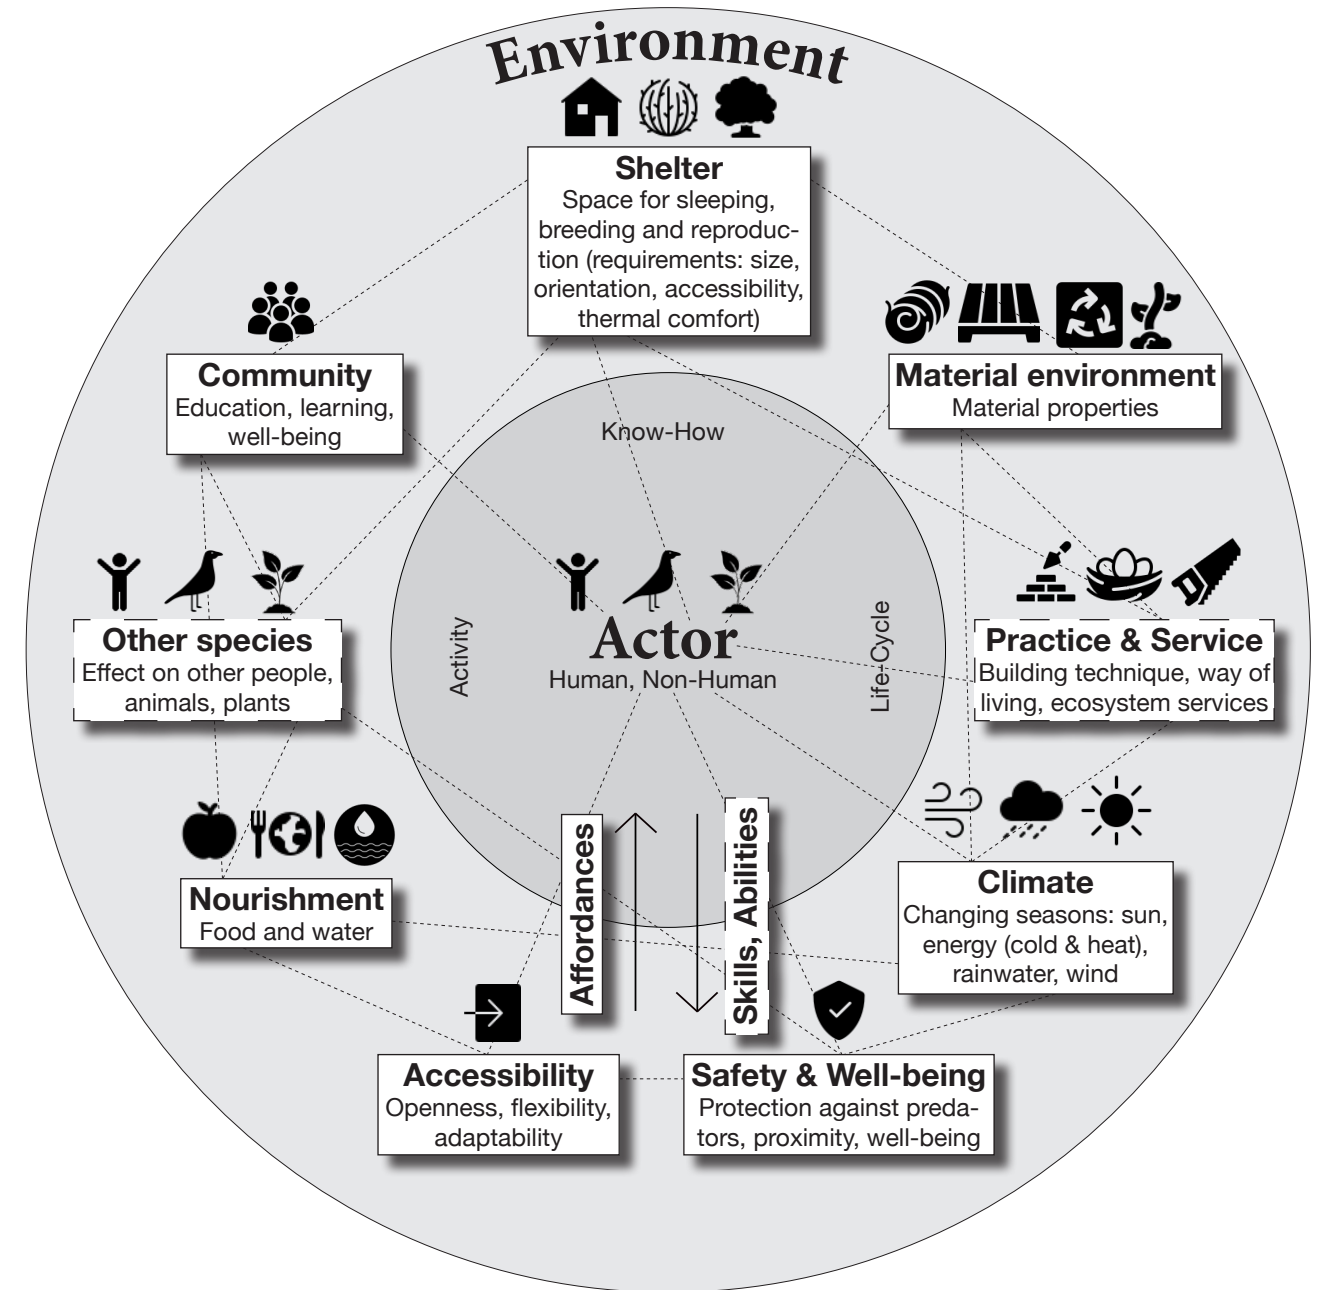 Environment
Shelter
Space for sleeping,
breeding and reproduc-
tion (requirements: size,
orientation, accessibility,
thermal comfort)
Community
Education, learning,
well-being
Material environment
Material properties
Know-How
Activity
Life-Cycle
Actor
Human, Non-Human
Other species
Effect on other people,
animals, plants
Practice & Service
Building technique, way of
living, ecosystem services
Nourishment
Food and water
Affordances
Skills, Abilities
Climate
Changing seasons: sun,
energy (cold & heat),
rainwater, wind
Accessibility
Openness, flexibility,
adaptability
Safety & Well-being
Protection against preda-
tors, proximity, well-being